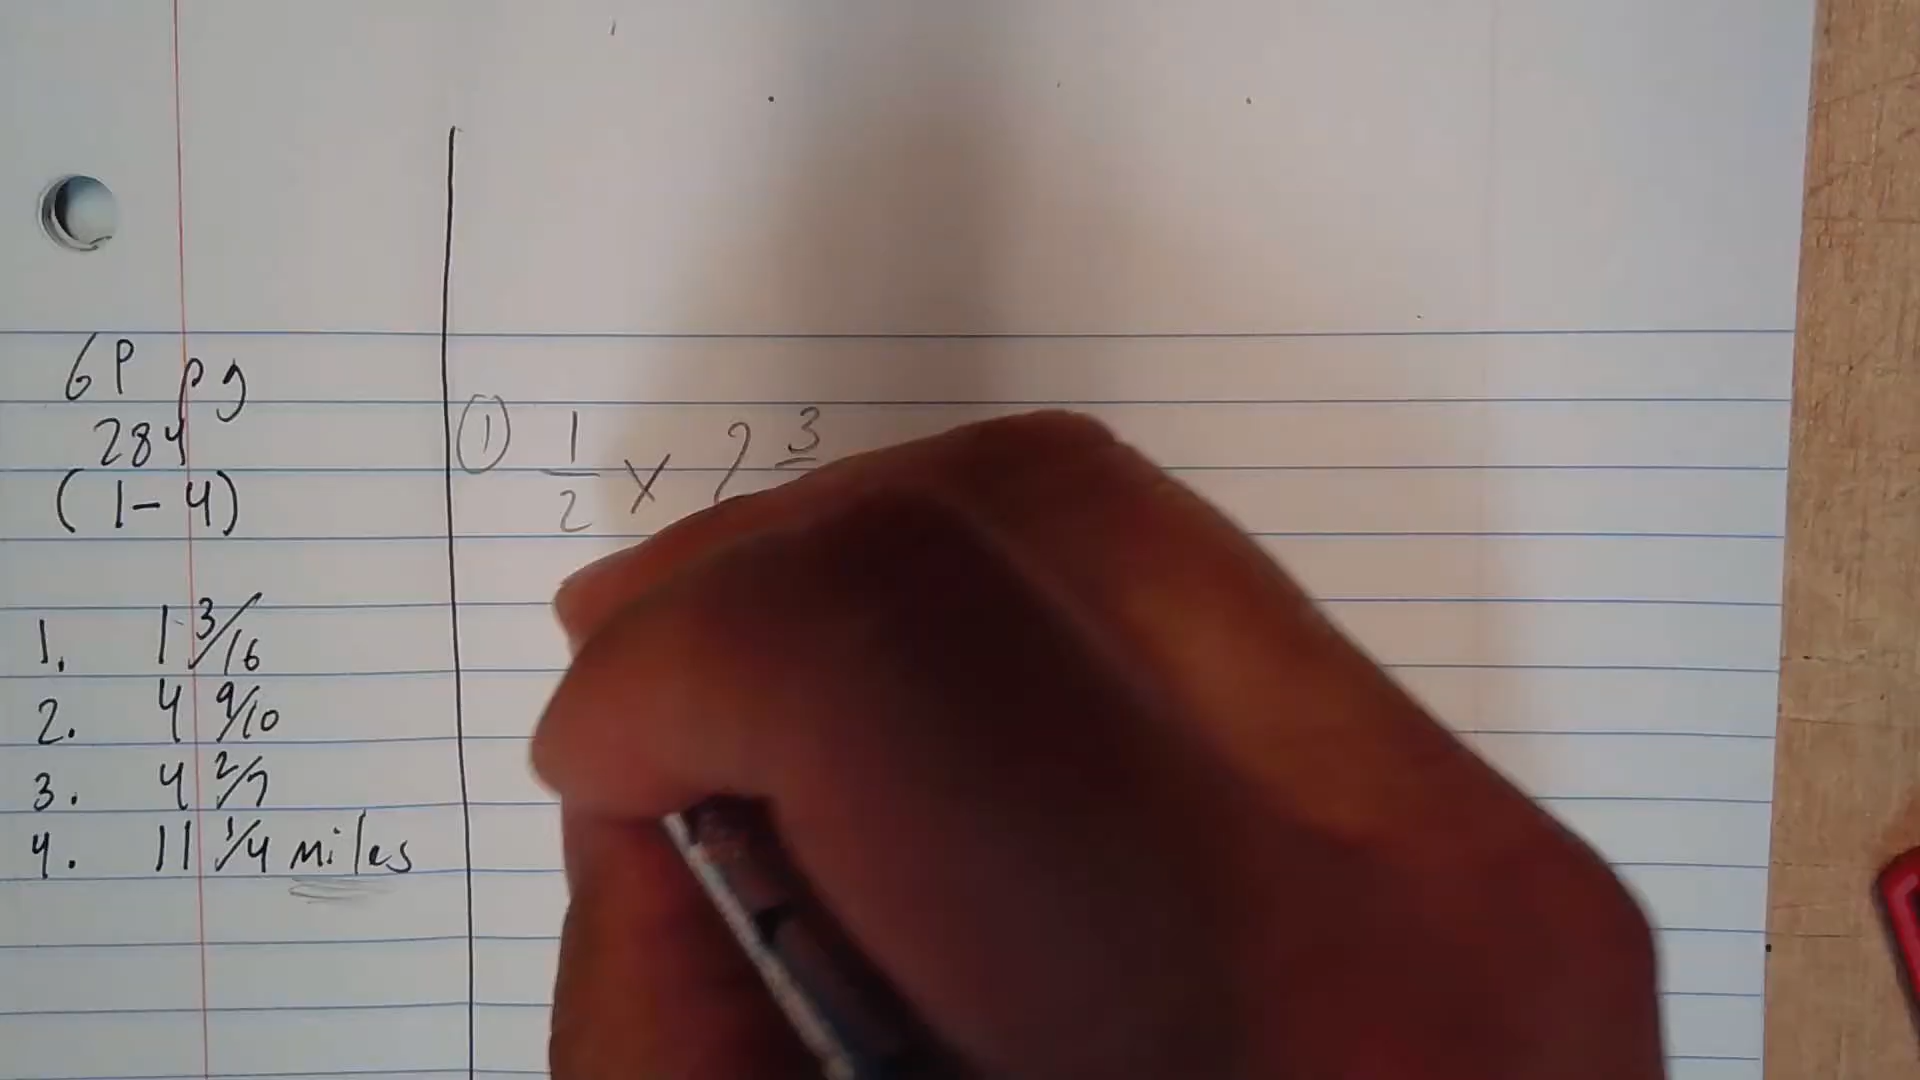 6P pg
284
(1-4)
1. 1 3/16
2. 4 9/10
3. 4 2/7
4. 11 1/4 miles
① 1/2 x 2 3